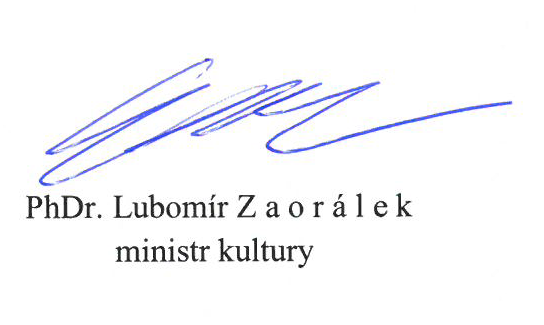 PhDr. Lubomír Z a o r á l e k
ministr kultury